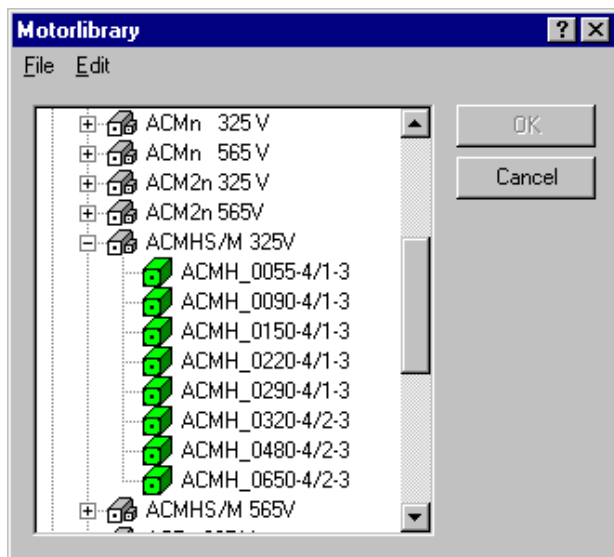 Motorlibrary
File Edit
ACMn 325 V
ACMn 565 V
ACM2n 325 V
ACM2n 565V
ACMHS/M 325V
ACMH_0055-4/1-3
ACMH_0090-4/1-3
ACMH_0150-4/1-3
ACMH_0220-4/1-3
ACMH_0290-4/1-3
ACMH_0320-4/2-3
ACMH_0480-4/2-3
ACMH_0650-4/2-3
ACMHS/M 565V
OK
Cancel